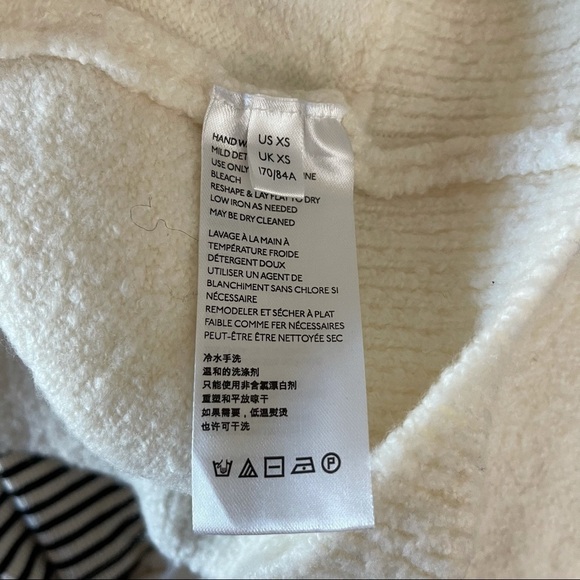 US XS
UK XS
170/84A
HAND W
MILD DET NE
USE ONLY
BLEACH
RESHAPE & LAY FLAT TO DRY
LOW IRON AS NEEDED
MAY BE DRY CLEANED
LAVAGE À LA MAIN À
TEMPÉRATURE FROIDE
DÉTERGENT DOUX
UTILISER UN AGENT DE
BLANCHIMENT SANS CHLORE SI
NÉCESSAIRE
REMODELER ET SÉCHER À PLAT
FAIBLE COMME FER NÉCESSAIRES
PEUT-ÊTRE ÊTRE NETTOYÉE SEC
冷水手洗
温和的洗涤剂
只能使用非含氯漂白剂
重塑和平放晾干
如果需要，低温熨烫
也许可干洗
P